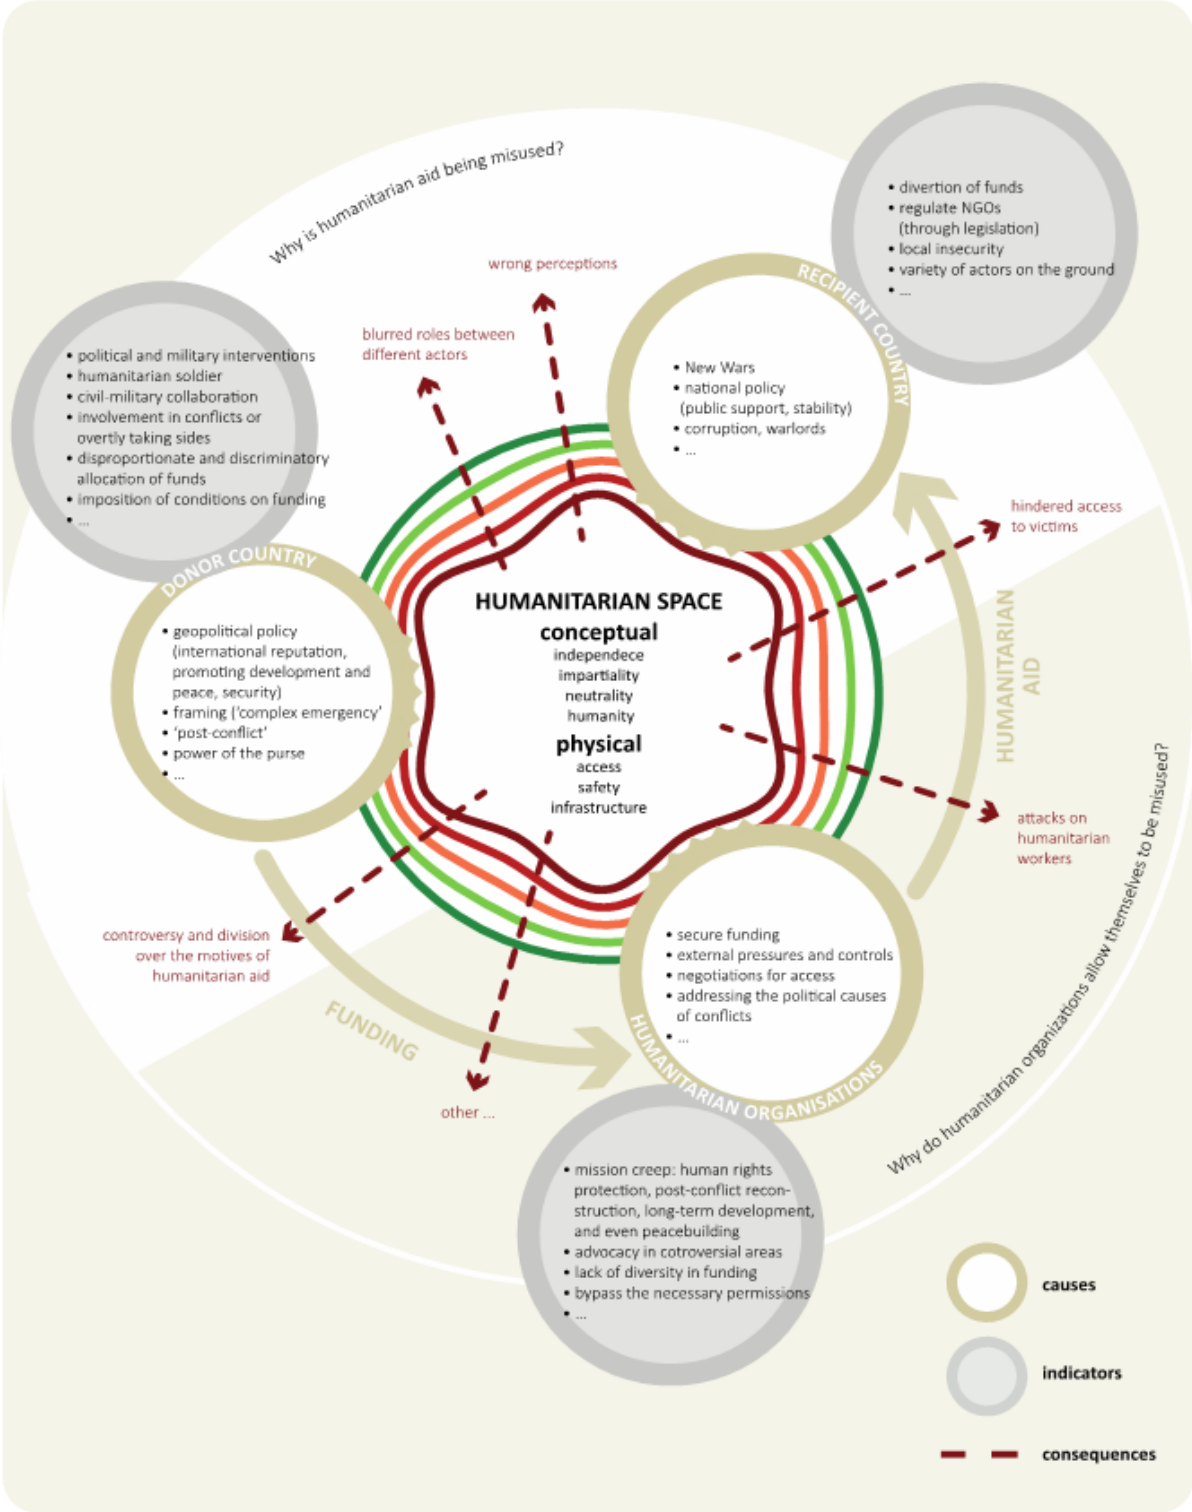 Why is humanitarian aid being misused?
• divertion of funds
• regulate NGOs
(through legislation)
• local insecurity
• variety of actors on the ground
• ...
wrong perceptions
RECIPIENT COUNTRY
blurred roles between
different actors
• political and military interventions
• humanitarian soldier
• civil-military collaboration
• involvement in conflicts or
overtly taking sides
• disproportionate and discriminatory
allocation of funds
• imposition of conditions on funding
• ...
• New Wars
• national policy
(public support, stability)
• corruption, warlords
• ...
hindered access
to victims
DONOR COUNTRY
• geopolitical policy
(international reputation,
promoting development and
peace, security)
• framing ('complex emergency'
• 'post-conflict'
• power of the purse
• ...
HUMANITARIAN SPACE
conceptual
independece
impartiality
neutrality
humanity
physical
access
safety
infrastructure
HUMANITARIAN
AID
attacks on
humanitarian
workers
Why do humanitarian organizations allow themselves to be misused?
controversy and division
over the motives of
humanitarian aid
• secure funding
• external pressures and controls
• negotiations for access
• addressing the political causes
of conflicts
• ...
FUNDING
HUMANITARIAN ORGANISATIONS
other ...
• mission creep: human rights
protection, post-conflict recon-
struction, long-term development,
and even peacebuilding
• advocacy in cotroversial areas
• lack of diversity in funding
• bypass the necessary permissions
• ...
causes
indicators
consequences